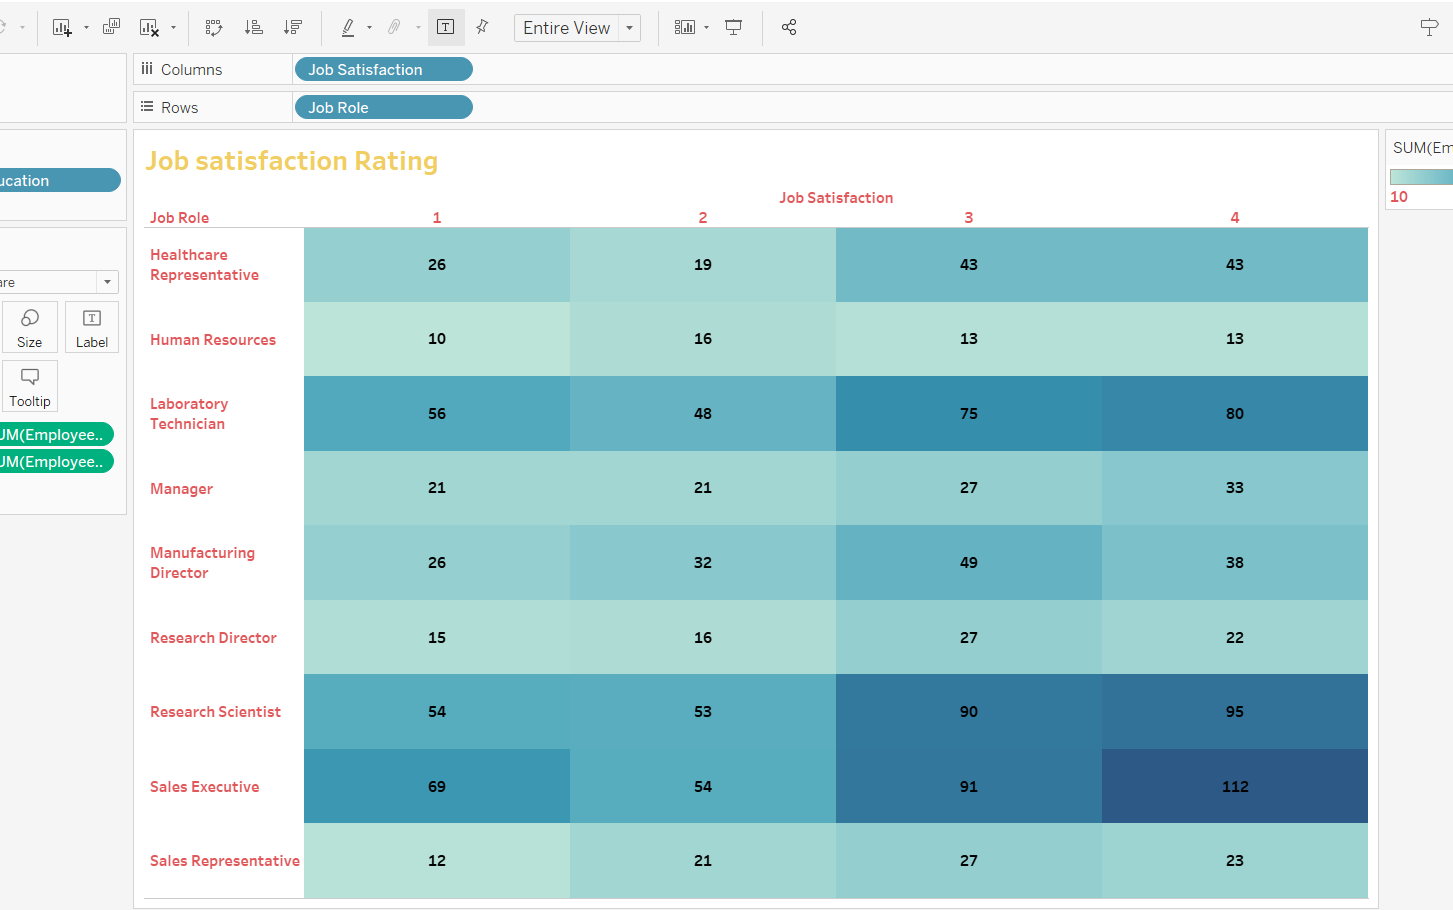 Entire View
Columns
Job Satisfaction
Rows
Job Role
Job satisfaction Rating
SUM(Em
10
ucation
are
Size
Label
Tooltip
UM(Employee..
UM(Employee..
Job Satisfaction
Job Role 1 2 3 4
Healthcare
Representative 26 19 43 43
Human Resources 10 16 13 13
Laboratory
Technician 56 48 75 80
Manager 21 21 27 33
Manufacturing
Director 26 32 49 38
Research Director 15 16 27 22
Research Scientist 54 53 90 95
Sales Executive 69 54 91 112
Sales Representative 12 21 27 23